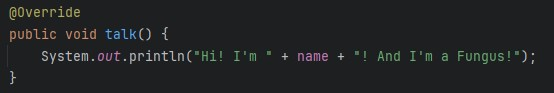 @Override
public void talk() {
    System.out.println("Hi! I'm " + name + "! And I'm a Fungus!");
}